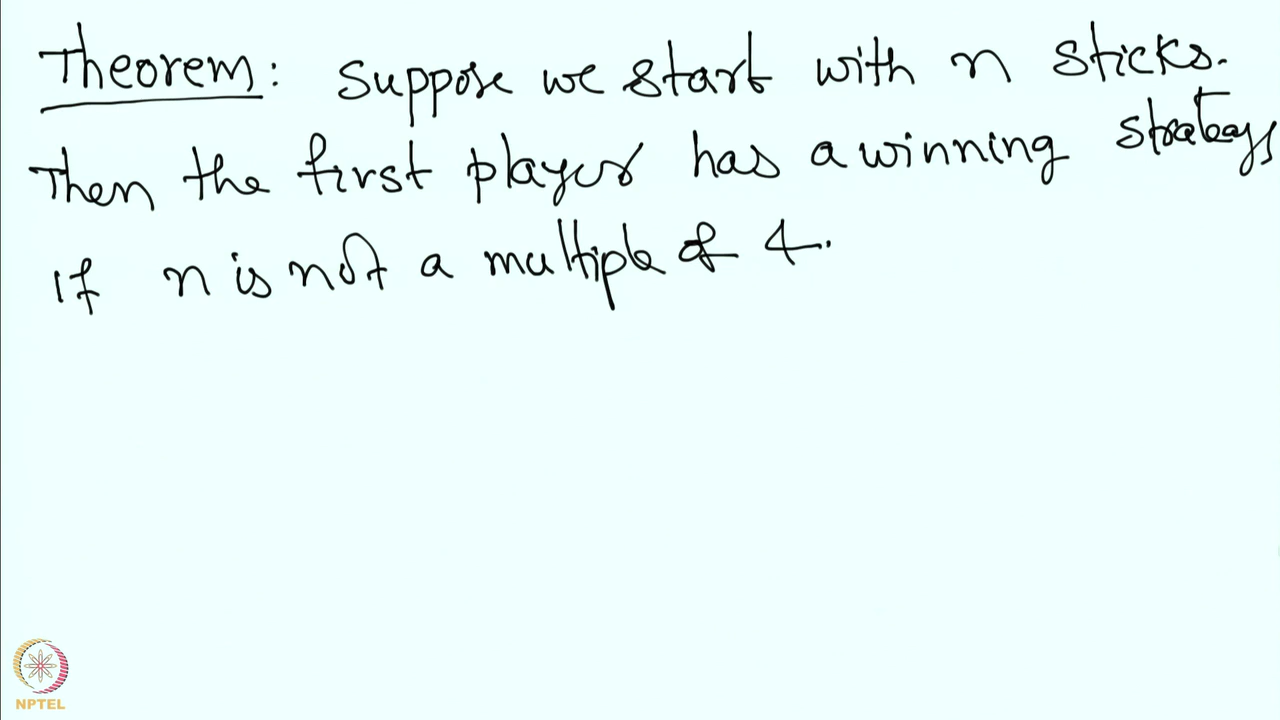 Theorem: Suppose we start with n sticks.
Then the first player has a winning strategy
if n is not a multiple of 4.
NPTEL